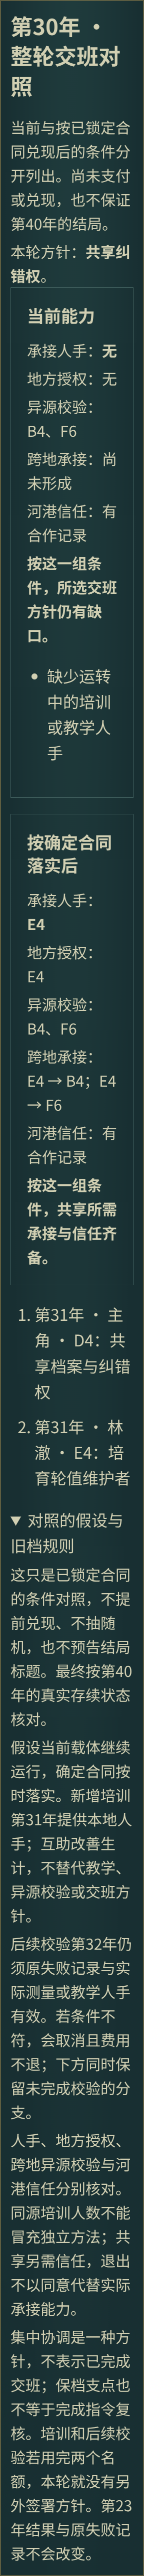 第30年 ·
整轮交班对
照
当前与按已锁定合
同兑现后的条件分
开列出。尚未支付
或兑现，也不保证
第40年的结局。
本轮方针：共享纠
错权。
当前能力
承接人手：无
地方授权：无
异源校验：
B4、F6
跨地承接：尚
未形成
河港信任：有
合作记录
按这一组条
件，所选交班
方针仍有缺
口。
• 缺少运转
中的培训
或教学人
手
按确定合同
落实后
承接人手：
E4
地方授权：
E4
异源校验：
B4、F6
跨地承接：
E4 → B4；E4
→ F6
河港信任：有
合作记录
按这一组条
件，共享所需
承接与信任齐
备。
1. 第31年 · 主
角 · D4：共
享档案与纠错
权
2. 第31年 · 林
澈 · E4：培
育轮值维护者
▼ 对照的假设与
旧档规则
这只是已锁定合同
的条件对照，不提
前兑现、不抽随
机，也不预告结局
标题。最终按第40
年的真实存续状态
核对。
假设当前载体继续
运行，确定合同按
时落实。新增培训
第31年提供本地人
手；互助改善生
计，不替代教学、
异源校验或交班方
针。
后续校验第32年仍
须原失败记录与实
际测量或教学人手
有效。若条件不
符，会取消且费用
不退；下方同时保
留未完成校验的分
支。
人手、地方授权、
跨地异源校验与河
港信任分别核对。
同源培训人数不能
冒充独立方法；共
享另需信任，退出
不以同意代替实际
承接能力。
集中协调是一种方
针，不表示已完成
交班；保档支点也
不等于完成指令复
核。培训和后续校
验若用完两个名
额，本轮就没有另
外签署方针。第23
年结果与原失败记
录不会改变。